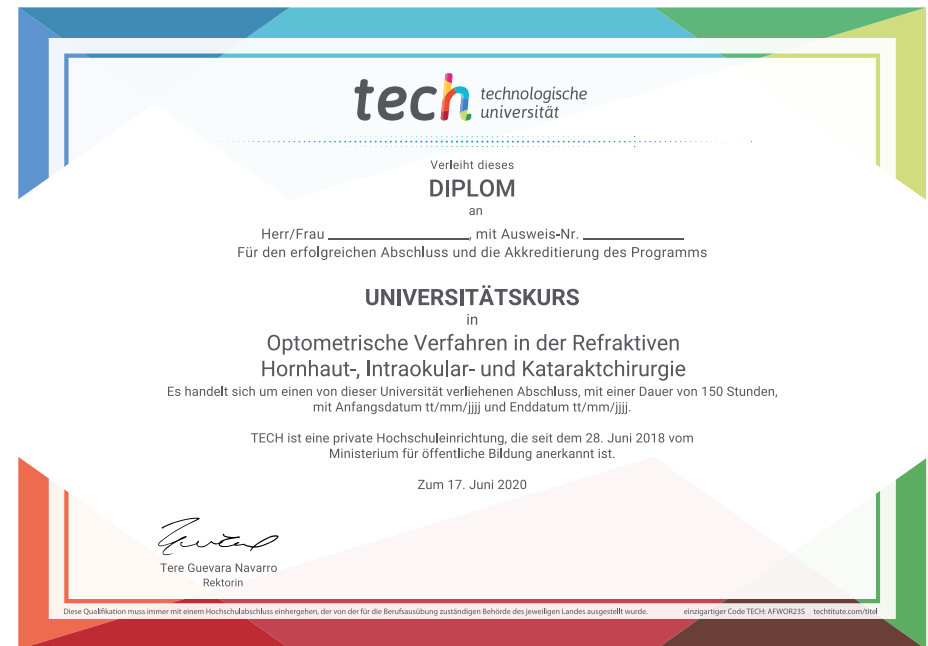 tech technologische
universität
Verleiht dieses
DIPLOM
an
Herr/Frau ____________________, mit Ausweis-Nr. ______________
Für den erfolgreichen Abschluss und die Akkreditierung des Programms
UNIVERSITÄTSKURS
in
Optometrische Verfahren in der Refraktiven
Hornhaut-, Intraokular- und Kataraktchirurgie
Es handelt sich um einen von dieser Universität verliehenen Abschluss, mit einer Dauer von 150 Stunden,
mit Anfangsdatum tt/mm/jjjj und Enddatum tt/mm/jjjj.
TECH ist eine private Hochschuleinrichtung, die seit dem 28. Juni 2018 vom
Ministerium für öffentliche Bildung anerkannt ist.
Zum 17. Juni 2020
Tere Guevara Navarro
Rektorin
Diese Qualifikation muss immer mit einem Hochschulabschluss einhergehen, der von der für die Berufsausübung zuständigen Behörde des jeweiligen Landes ausgestellt wurde. einzigartiger Code TECH: AFWOR23S techtitute.com/titel